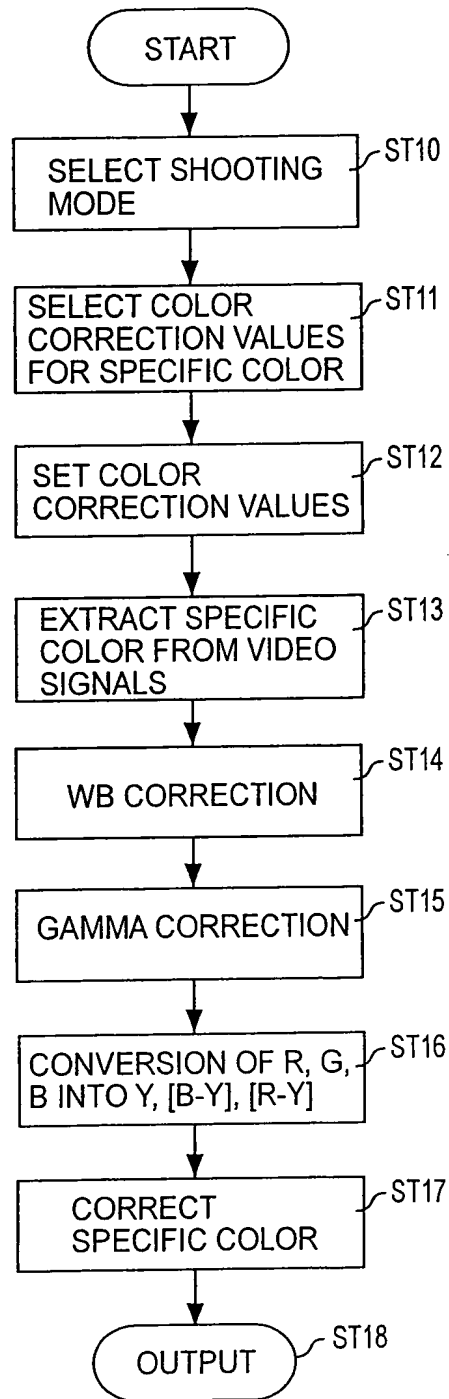 START
SELECT SHOOTING
MODE
ST10
SELECT COLOR
CORRECTION VALUES
FOR SPECIFIC COLOR
ST11
SET COLOR
CORRECTION VALUES
ST12
EXTRACT SPECIFIC
COLOR FROM VIDEO
SIGNALS
ST13
WB CORRECTION
ST14
GAMMA CORRECTION
ST15
CONVERSION OF R, G,
B INTO Y, [B-Y], [R-Y]
ST16
CORRECT
SPECIFIC COLOR
ST17
OUTPUT
ST18